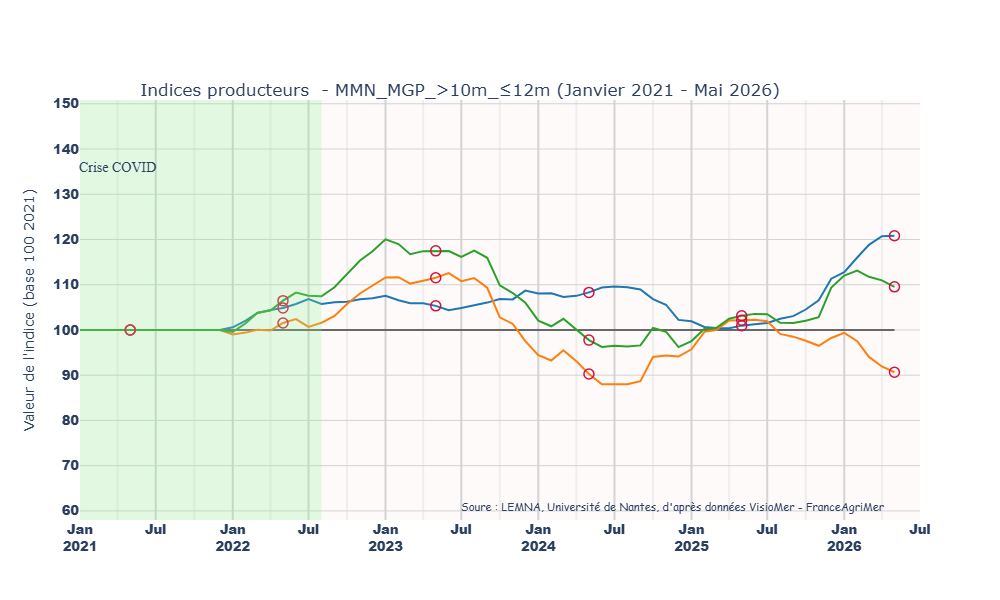 Indices producteurs  - MMN_MGP_>10m_≤12m (Janvier 2021 - Mai 2026)
Valeur de l'indice (base 100 2021)
150
140
Crise COVID
130
120
110
100
90
80
70
60
Soure : LEMNA, Université de Nantes, d'après données VisioMer - FranceAgriMer
Jan Jul Jan Jul Jan Jul Jan Jul Jan Jul Jan Jul
2021 2022 2023 2024 2025 2026